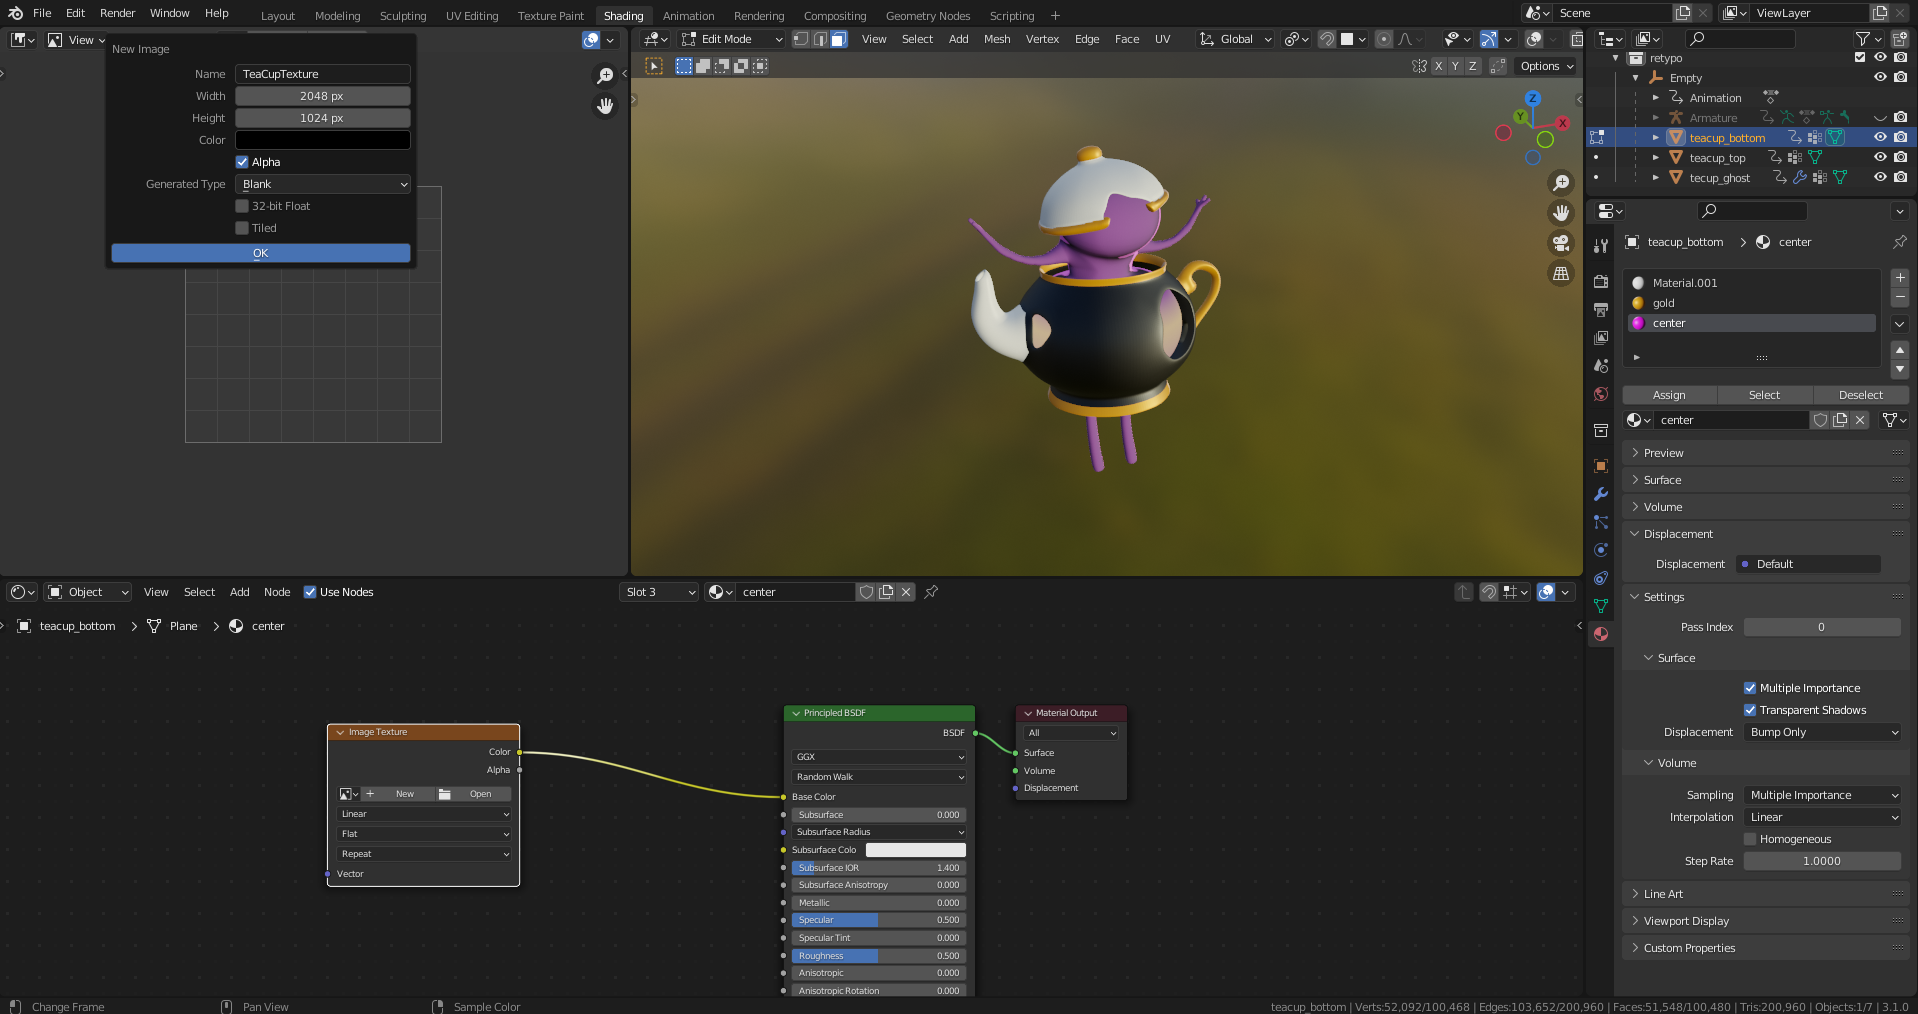 File Edit Render Window Help Layout Modeling Sculpting UV Editing Texture Paint Shading Animation Rendering Compositing Geometry Nodes Scripting + Scene ViewLayer
View
New Image
Name TeaCupTexture
Width 2048 px
Height 1024 px
Color
Alpha
Generated Type Blank
32-bit Float
Tiled
OK
Edit Mode View Select Add Mesh Vertex Edge Face UV Global
X Y Z Options
Z
Y
X
retypo
Empty
Animation
Armature
teacup_bottom
teacup_top
tecup_ghost
teacup_bottom > center
Material.001
gold
center
Assign Select Deselect
center
Preview
Surface
Volume
Displacement
Displacement Default
Settings
Pass Index 0
Surface
Multiple Importance
Transparent Shadows
Displacement Bump Only
Volume
Sampling Multiple Importance
Interpolation Linear
Homogeneous
Step Rate 1.0000
Line Art
Viewport Display
Custom Properties
Object View Select Add Node Use Nodes Slot 3 center
teacup_bottom > Plane > center
Image Texture
Color
Alpha
+ New Open
Linear
Flat
Repeat
Vector
Principled BSDF
BSDF
GGX
Random Walk
Base Color
Subsurface 0.000
Subsurface Radius
Subsurface Colo
Subsurface IOR 1.400
Subsurface Anisotropy 0.000
Metallic 0.000
Specular 0.500
Specular Tint 0.000
Roughness 0.500
Anisotropic 0.000
Anisotropic Rotation 0.000
Material Output
All
Surface
Volume
Displacement
Change Frame Pan View Sample Color teacup_bottom | Verts:52,092/100,468 | Edges:103,652/200,960 | Faces:51,548/100,480 | Tris:200,960 | Objects:1/7 | 3.1.0